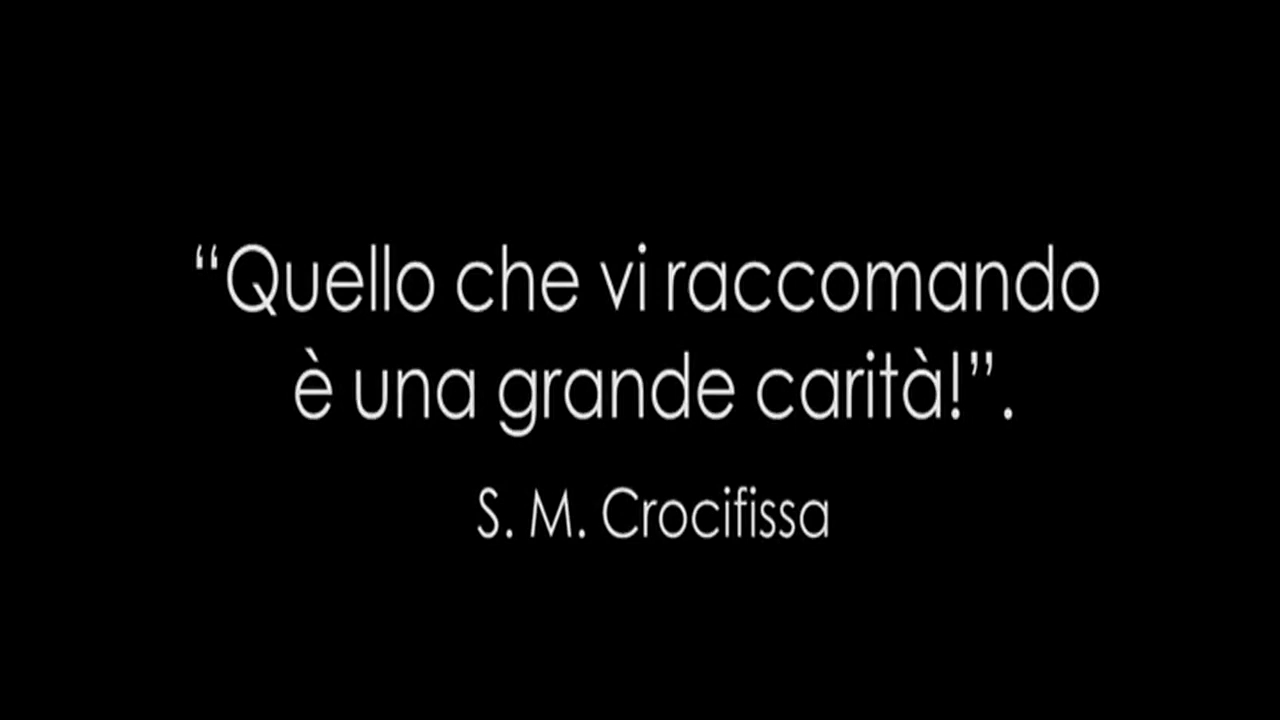 “Quello che vi raccomando
è una grande carità!”.
S. M. Crocifissa